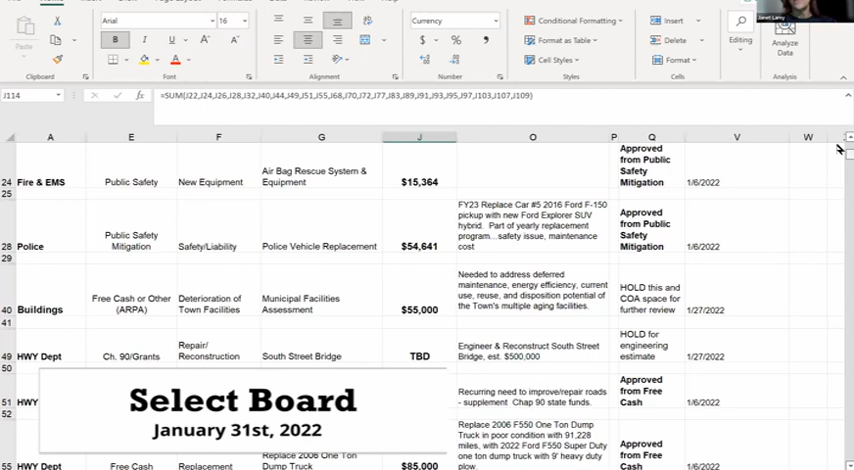 Arial
16
Currency
Conditional Formatting
Insert
Format as Table
Delete
Cell Styles
Format
Editing
Analyze
Data
Paste
B I U
$ % ,
Clipboard
Font
Alignment
Number
Styles
Cells
Analysis
Janet Laroy
J114
=SUM(J22,J24,J26,J28,J32,J40,J44,J49,J51,J55,J68,J70,J72,J77,J83,J89,J91,J93,J95,J97,J103,J107,J109)
A E F G J O P Q V W
24 Fire & EMS Public Safety New Equipment Air Bag Rescue System &
Equipment $15,364 Approved
from Public
Safety
Mitigation 1/6/2022
25
28 Police Public Safety
Mitigation Safety/Liability Police Vehicle Replacement $54,641 FY23 Replace Car #5 2016 Ford F-150
pickup with new Ford Explorer SUV
hybrid. Part of yearly replacement
program...safety issue, maintenance
cost Approved
from Public
Safety
Mitigation 1/6/2022
29
40 Buildings Free Cash or Other
(ARPA) Deterioration of
Town Facilities Municipal Facilities
Assessment $55,000 Needed to address deferred
maintenance, energy efficiency, current
use, reuse, and disposition potential of
the Town's multiple aging facilities. HOLD this and
COA space for
further review 1/27/2022
41
49 HWY Dept Ch. 90/Grants Repair/
Reconstruction South Street Bridge TBD Engineer & Reconstruct South Street
Bridge, est. $500,000 HOLD for
engineering
estimate 1/27/2022
50
51 HWY Recurring need to improve/repair roads
- supplement Chap 90 state funds. Approved
from Free
Cash 1/6/2022
52
55 HWY Dept Free Cash Replacement Replace 2006 One Ton
Dump Truck $85,000 Replace 2006 F550 One Ton Dump
Truck in poor condition with 91,228
miles, with 2022 Ford F550 Super Duty
one ton dump truck with 9' heavy duty
plow. Approved
from Free
Cash 1/6/2022
Select Board
January 31st, 2022